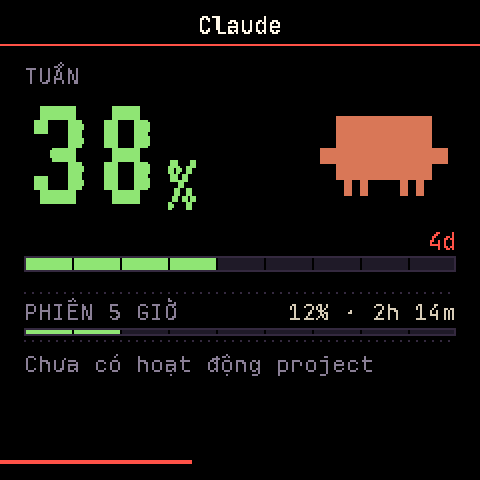 Claude
TUẦN
38%
4d
PHIÊN 5 GIỜ 12% · 2h 14m
Chưa có hoạt động project